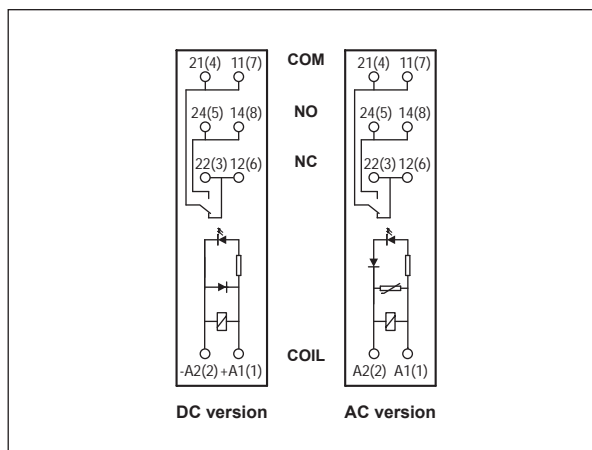 21(4) 11(7) COM 21(4) 11(7)
24(5) 14(8) NO 24(5) 14(8)
22(3) 12(6) NC 22(3) 12(6)
COIL
-A2(2) +A1(1) A2(2) A1(1)
DC version AC version